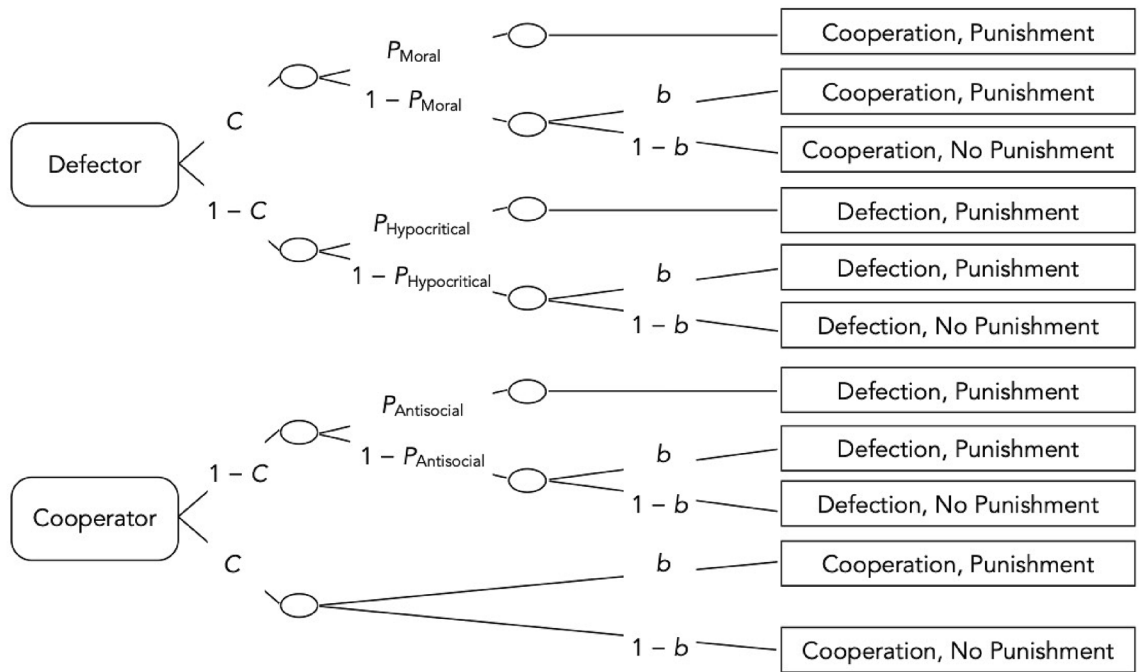 Cooperation, Punishment
P_Moral
C
1 − P_Moral
b
Cooperation, Punishment
1 − b
Cooperation, No Punishment
Defector
1 − C
P_Hypocritical
Defection, Punishment
1 − P_Hypocritical
b
Defection, Punishment
1 − b
Defection, No Punishment
P_Antisocial
Defection, Punishment
1 − C
1 − P_Antisocial
b
Defection, Punishment
1 − b
Defection, No Punishment
Cooperator
C
b
Cooperation, Punishment
1 − b
Cooperation, No Punishment